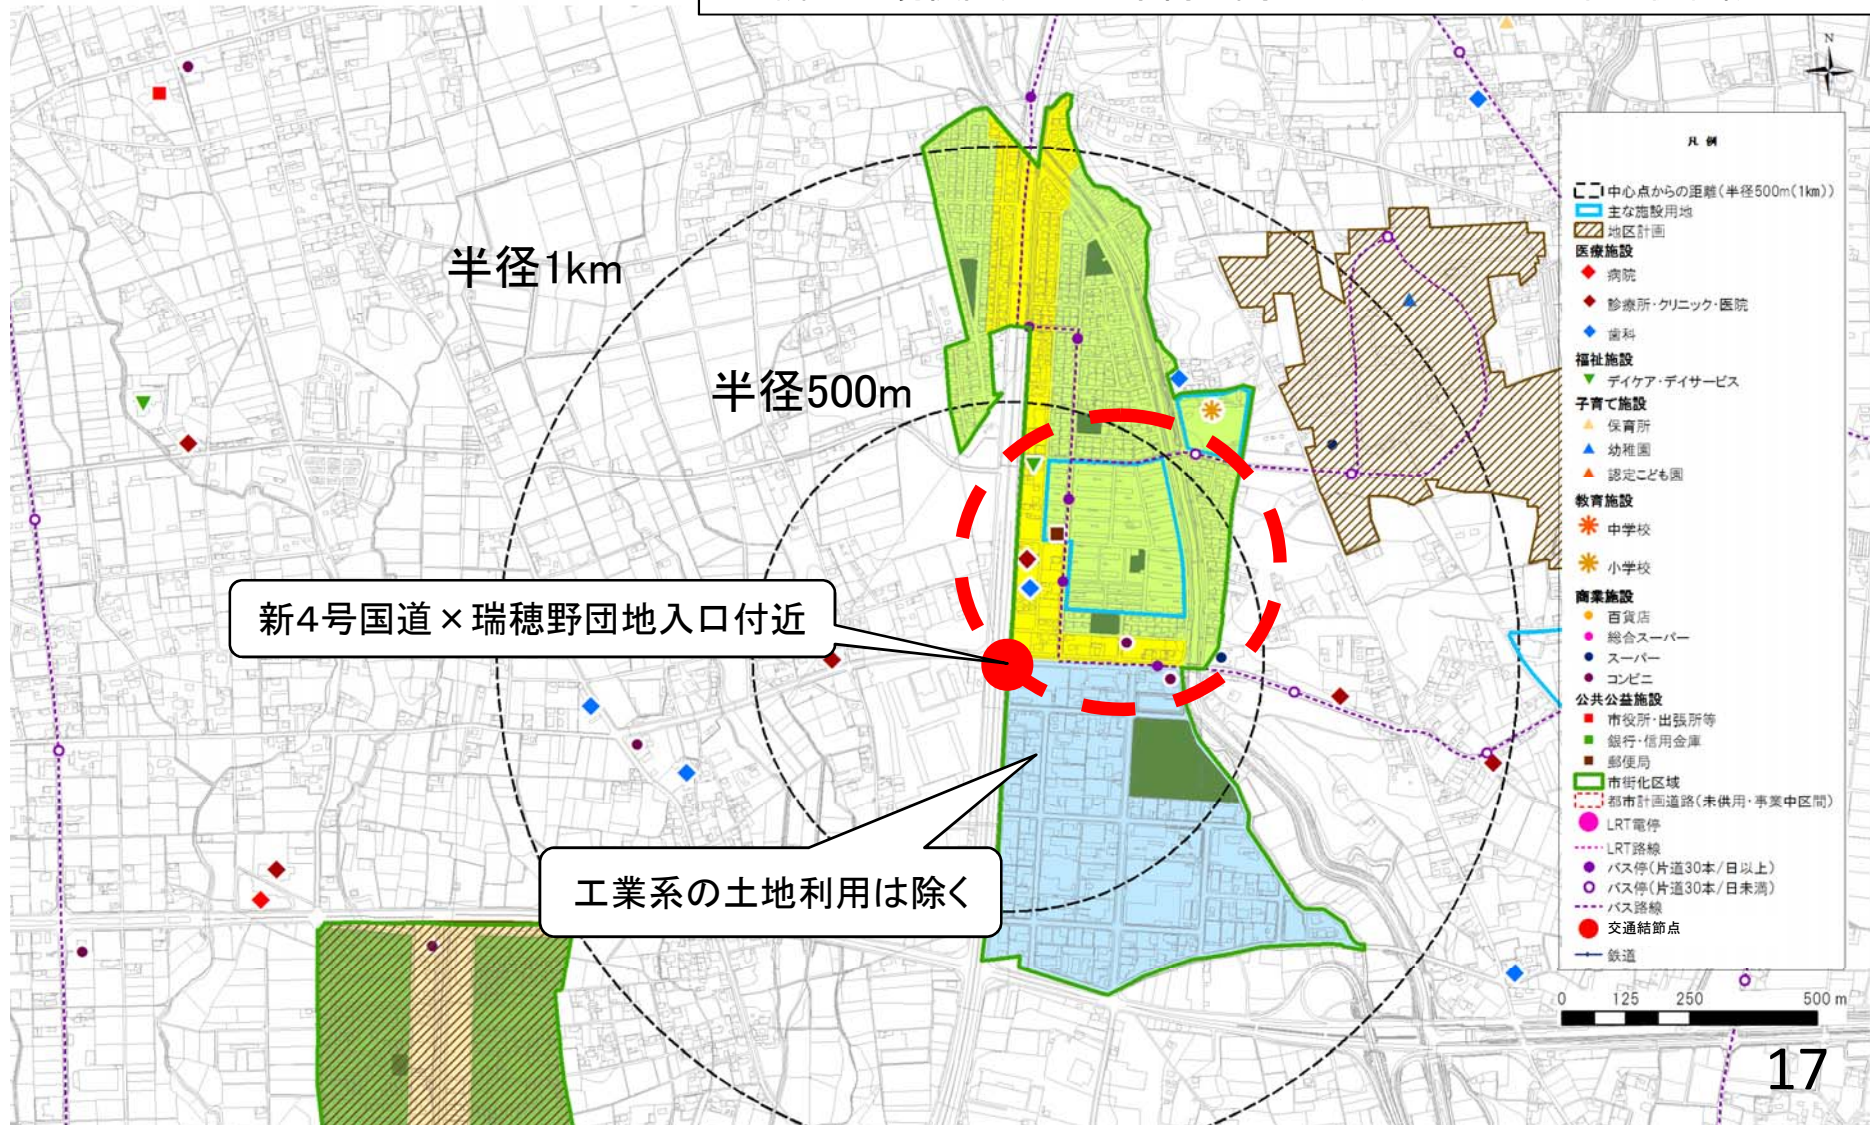 N
半径1km
半径500m
新4号国道×瑞穂野団地入口付近
工業系の土地利用は除く
凡 例
中心点からの距離(半径500m(1km))
主な施設用地
地区計画
医療施設
病院
診療所・クリニック・医院
歯科
福祉施設
デイケア・デイサービス
子育て施設
保育所
幼稚園
認定こども園
教育施設
中学校
小学校
商業施設
百貨店
総合スーパー
スーパー
コンビニ
公共公益施設
市役所・出張所等
銀行・信用金庫
郵便局
市街化区域
都市計画道路(未供用・事業中区間)
LRT電停
LRT路線
バス停(片道30本/日以上)
バス停(片道30本/日未満)
バス路線
交通結節点
鉄道
0 125 250 500 m
17